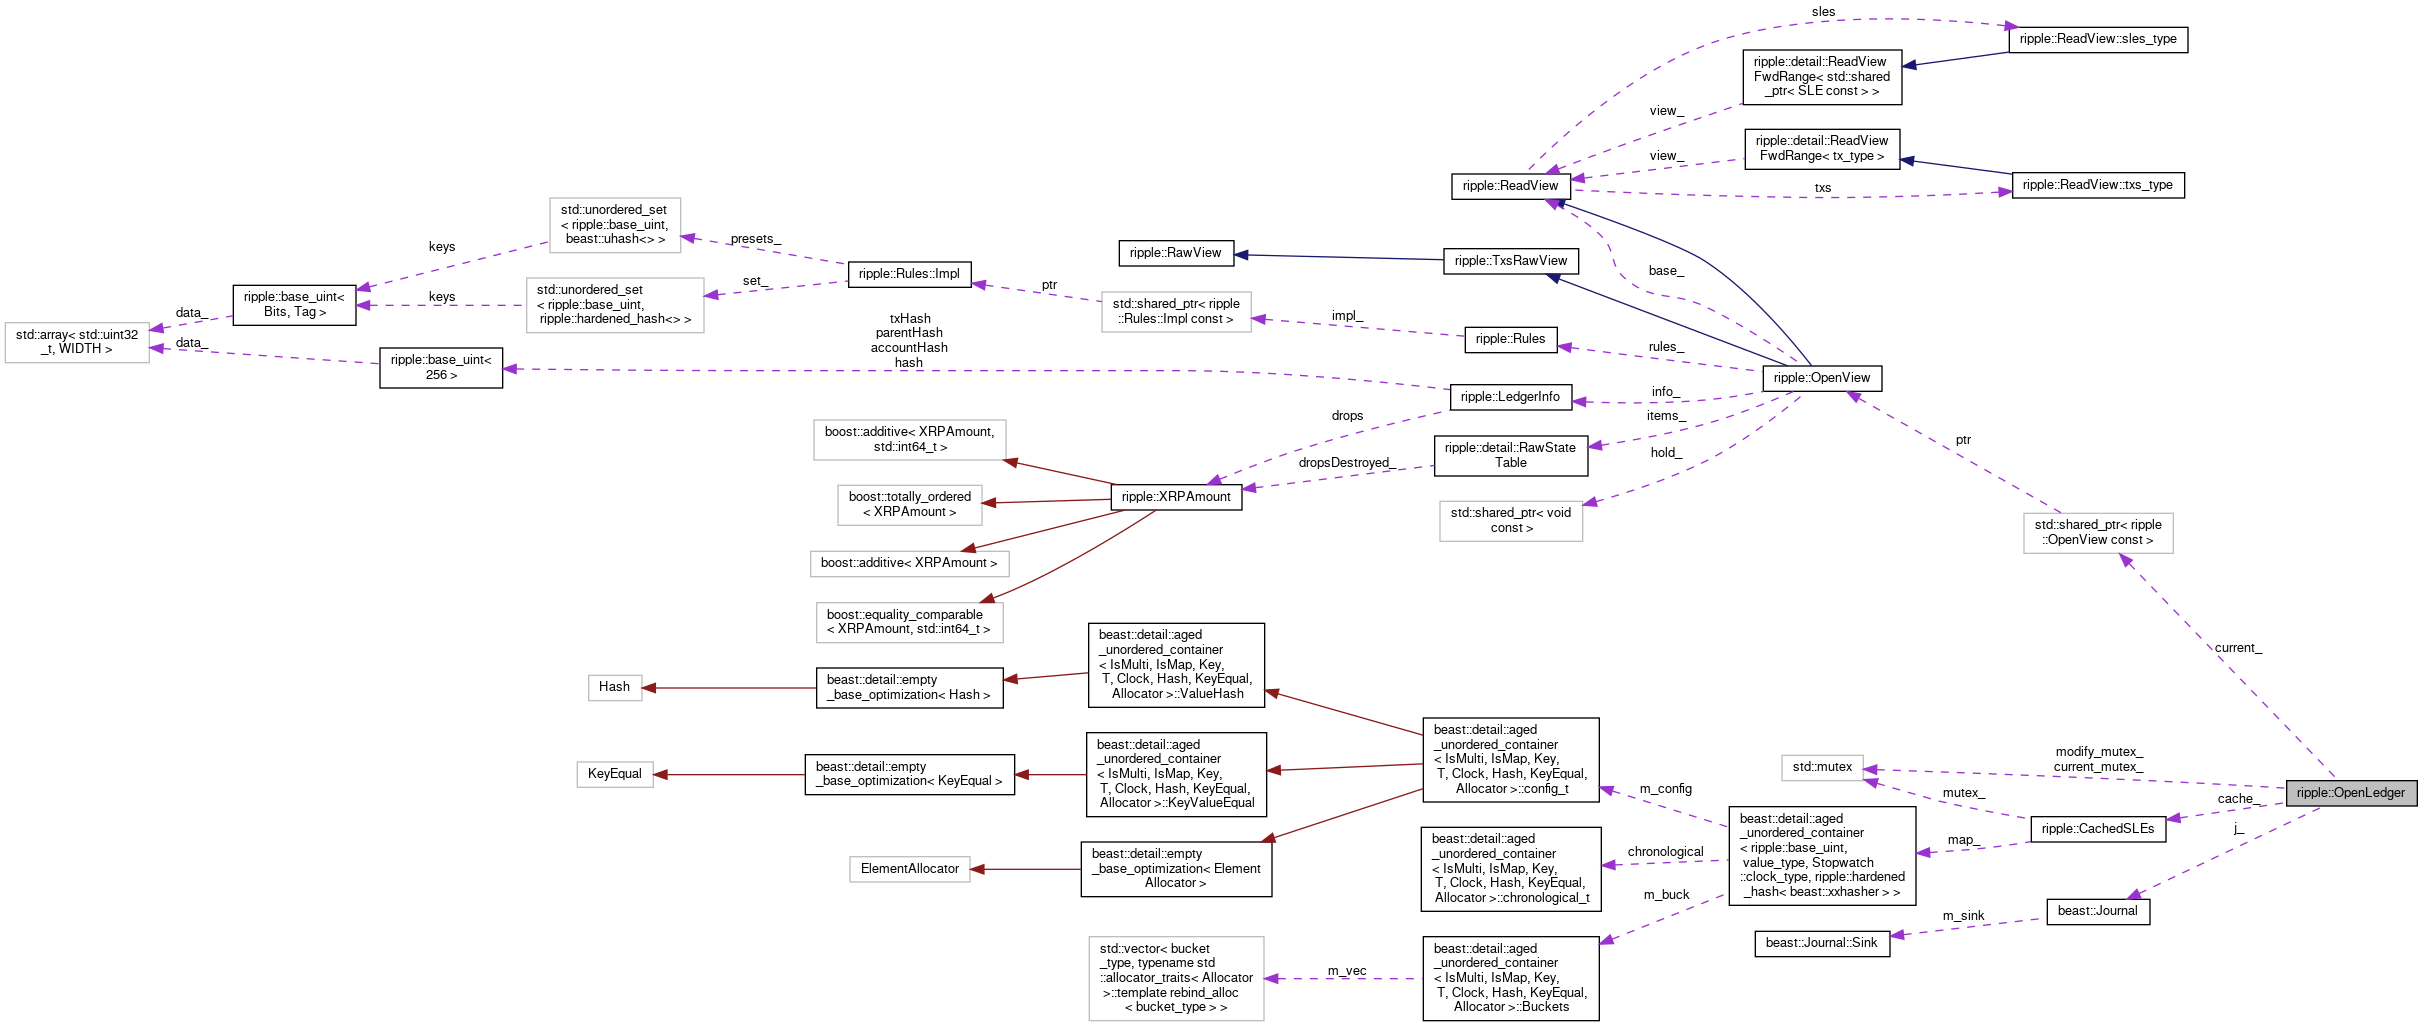 sles
ripple::ReadView::sles_type
ripple::detail::ReadView
FwdRange< std::shared
_ptr< SLE const > >
view_
ripple::detail::ReadView
FwdRange< tx_type >
view_
ripple::ReadView
txs
ripple::ReadView::txs_type
std::unordered_set
< ripple::base_uint,
beast::uhash<> >
presets_
keys
ripple::RawView
ripple::TxsRawView
base_
ripple::Rules::Impl
set_
ptr
std::unordered_set
< ripple::base_uint,
ripple::hardened_hash<> >
keys
ripple::base_uint<
Bits, Tag >
std::shared_ptr< ripple
::Rules::Impl const >
impl_
data_
std::array< std::uint32
_t, WIDTH >
data_
txHash
parentHash
accountHash
hash
ripple::Rules
rules_
ripple::base_uint<
256 >
ripple::OpenView
ripple::LedgerInfo
info_
drops
items_
boost::additive< XRPAmount,
std::int64_t >
ripple::detail::RawState
Table
hold_
ptr
dropsDestroyed_
boost::totally_ordered
< XRPAmount >
ripple::XRPAmount
std::shared_ptr< void
const >
std::shared_ptr< ripple
::OpenView const >
boost::additive< XRPAmount >
boost::equality_comparable
< XRPAmount, std::int64_t >
beast::detail::aged
_unordered_container
< IsMulti, IsMap, Key,
T, Clock, Hash, KeyEqual,
Allocator >::ValueHash
current_
Hash
beast::detail::empty
_base_optimization< Hash >
beast::detail::aged
_unordered_container
< IsMulti, IsMap, Key,
T, Clock, Hash, KeyEqual,
Allocator >::config_t
KeyEqual
beast::detail::empty
_base_optimization< KeyEqual >
beast::detail::aged
_unordered_container
< IsMulti, IsMap, Key,
T, Clock, Hash, KeyEqual,
Allocator >::KeyValueEqual
modify_mutex_
current_mutex_
std::mutex
ripple::OpenLedger
m_config
mutex_
cache_
beast::detail::aged
_unordered_container
< ripple::base_uint,
value_type, Stopwatch
::clock_type, ripple::hardened
_hash< beast::xxhasher > >
ripple::CachedSLEs
j_
map_
ElementAllocator
beast::detail::empty
_base_optimization< Element
Allocator >
beast::detail::aged
_unordered_container
< IsMulti, IsMap, Key,
T, Clock, Hash, KeyEqual,
Allocator >::chronological_t
chronological
m_buck
beast::Journal
m_sink
beast::Journal::Sink
std::vector< bucket
_type, typename std
::allocator_traits< Allocator
>::template rebind_alloc
< bucket_type > >
m_vec
beast::detail::aged
_unordered_container
< IsMulti, IsMap, Key,
T, Clock, Hash, KeyEqual,
Allocator >::Buckets